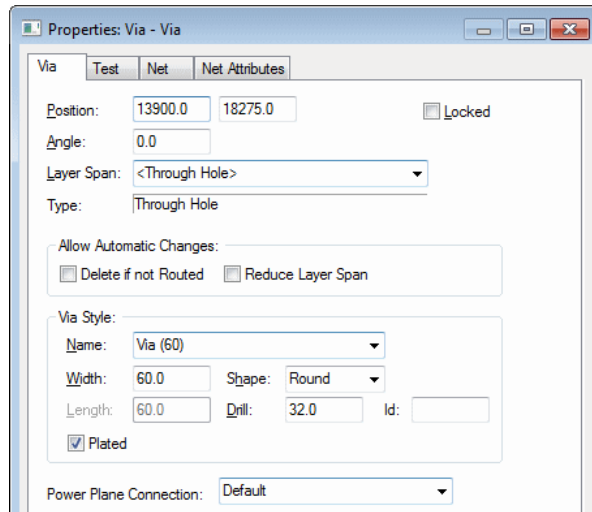 Properties: Via - Via
Via Test Net Net Attributes
Position: 13900.0 18275.0 Locked
Angle: 0.0
Layer Span: <Through Hole>
Type: Through Hole
Allow Automatic Changes:
Delete if not Routed Reduce Layer Span
Via Style:
Name: Via (60)
Width: 60.0 Shape: Round
Length: 60.0 Drill: 32.0 Id:
Plated
Power Plane Connection: Default